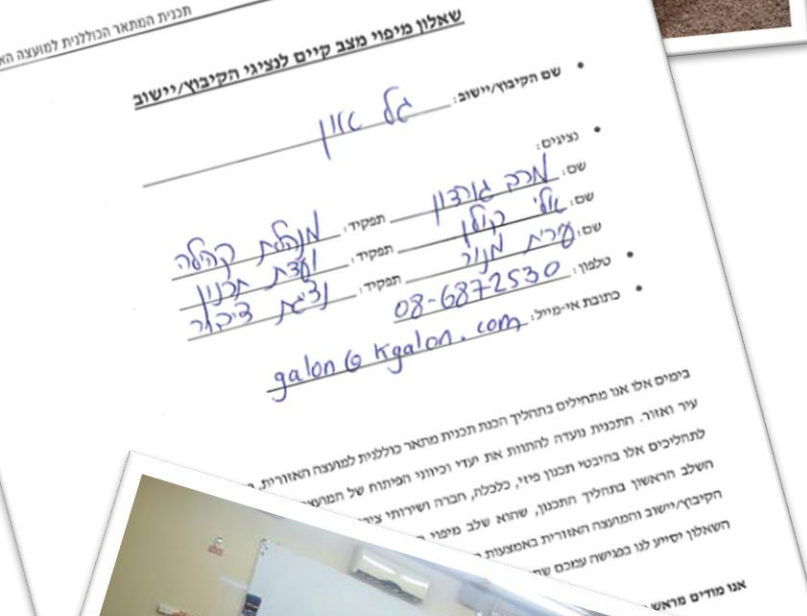 תכנית המתאר הכוללנית למועצה
שאלון מיפוי מצב קיים לנציגי הקיבוץ/יישוב
• שם הקיבוץ/יישוב: גל און
• נציגים:
שם: מרב גורדון תפקיד: מנהלת קהילה
שם: אלי קולן תפקיד: ועדת תכנון
שם: עירית מנור תפקיד: נציגת ציבור
• טלפון: 08-6872530
• כתובת אי-מייל: galon@kgalon.com
בימים אלו אנו מתחילים בתהליך הכנת תכנית מתאר כוללנית למועצה האזורית
עיר ואזור. התכנית נועדה להתוות את יעדי וכיווני הפיתוח של
לתהליכים אלו בהיבטי תכנון פיזי, כלכלה, חברה ושירותי
השלב הראשון בתהליך התכנון, שהוא שלב מיפוי
הקיבוץ/יישוב והמועצה האזורית באמצעות
השאלון יסייע לנו בפגישה עמכם
אנו מודים מראש